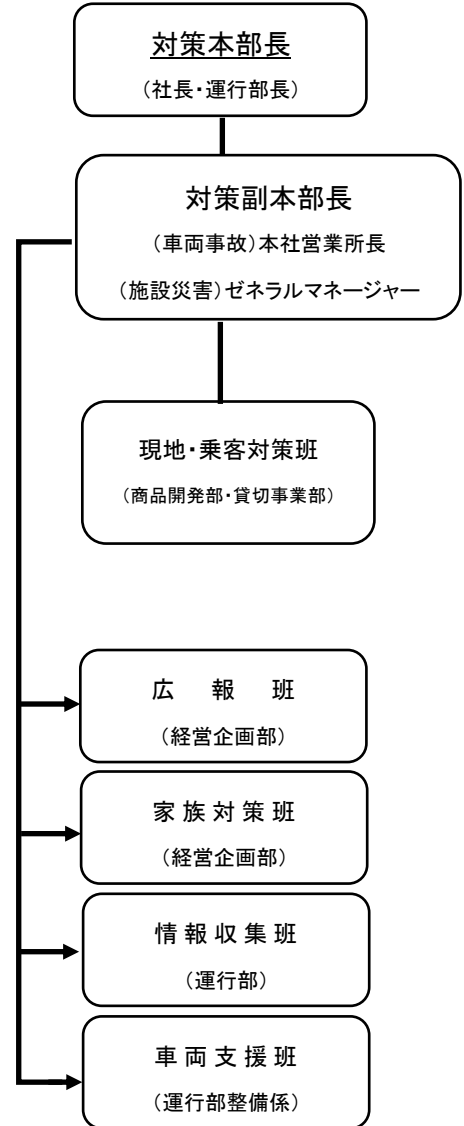 対策本部長
（社長・運行部長）
対策副本部長
（車両事故）本社営業所長
（施設災害）ゼネラルマネージャー
現地・乗客対策班
（商品開発部・貸切事業部）
広　報　班
（経営企画部）
家族対策班
（経営企画部）
情報収集班
（運行部）
車両支援班
（運行部整備係）